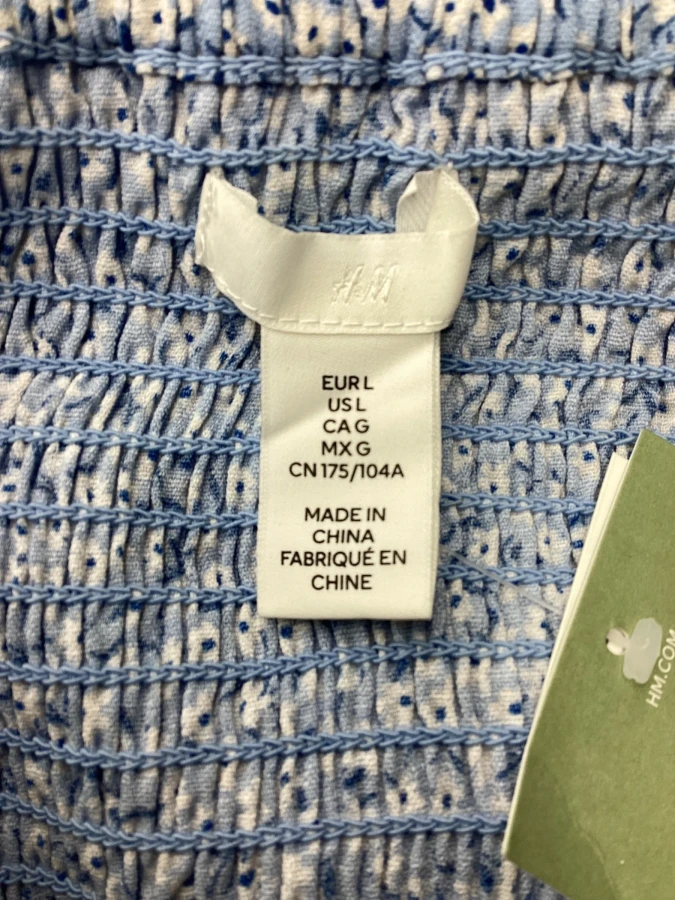 H&M
EUR L
US L
CA G
MX G
CN 175/104A
MADE IN
CHINA
FABRIQUÉ EN
CHINE
HM.COM